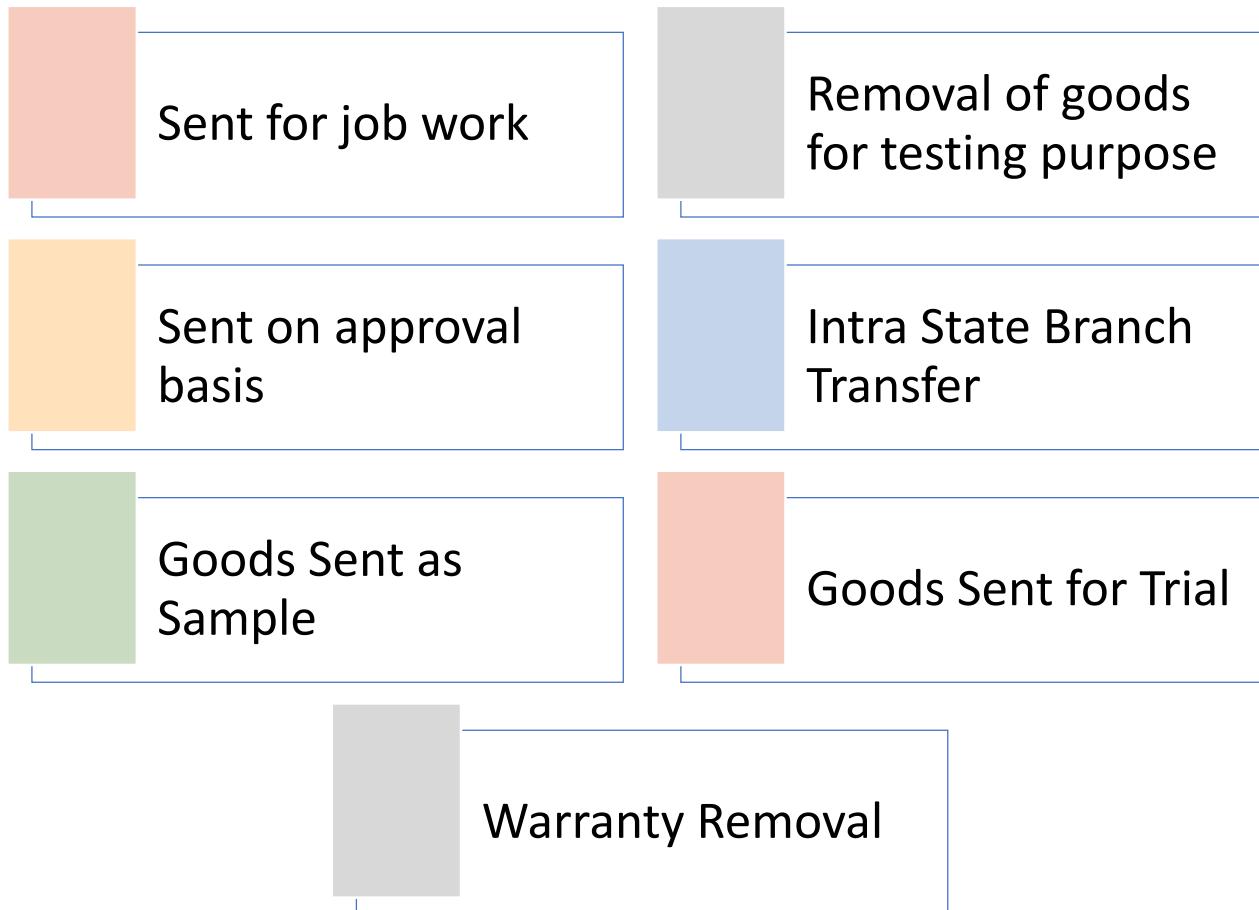 Sent for job work
Removal of goods
for testing purpose
Sent on approval
basis
Intra State Branch
Transfer
Goods Sent as
Sample
Goods Sent for Trial
Warranty Removal